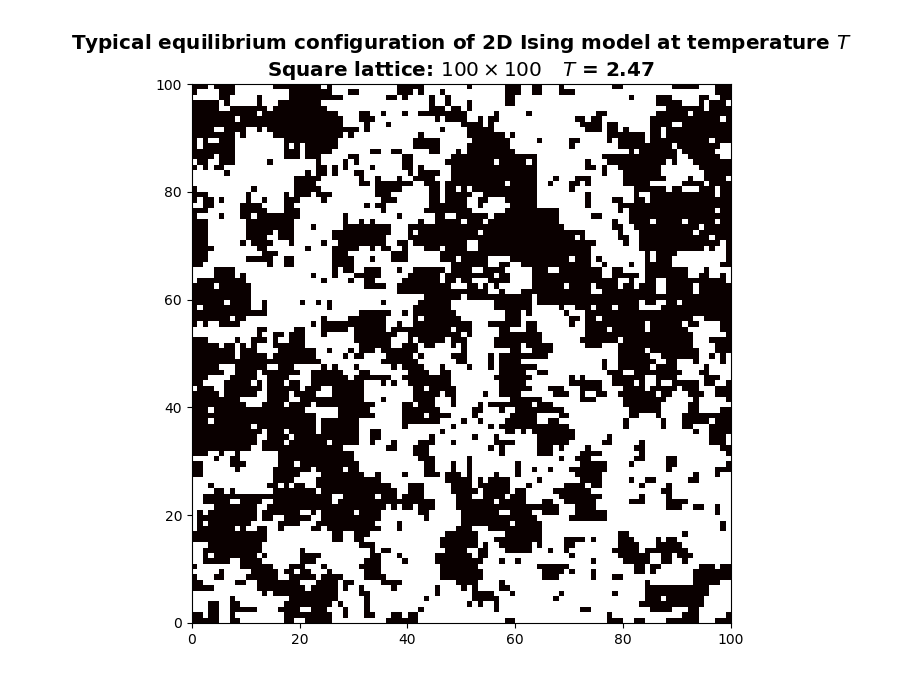 Typical equilibrium configuration of 2D Ising model at temperature T
Square lattice: 100 × 100 T = 2.47
100
80
60
40
20
0
0 20 40 60 80 100